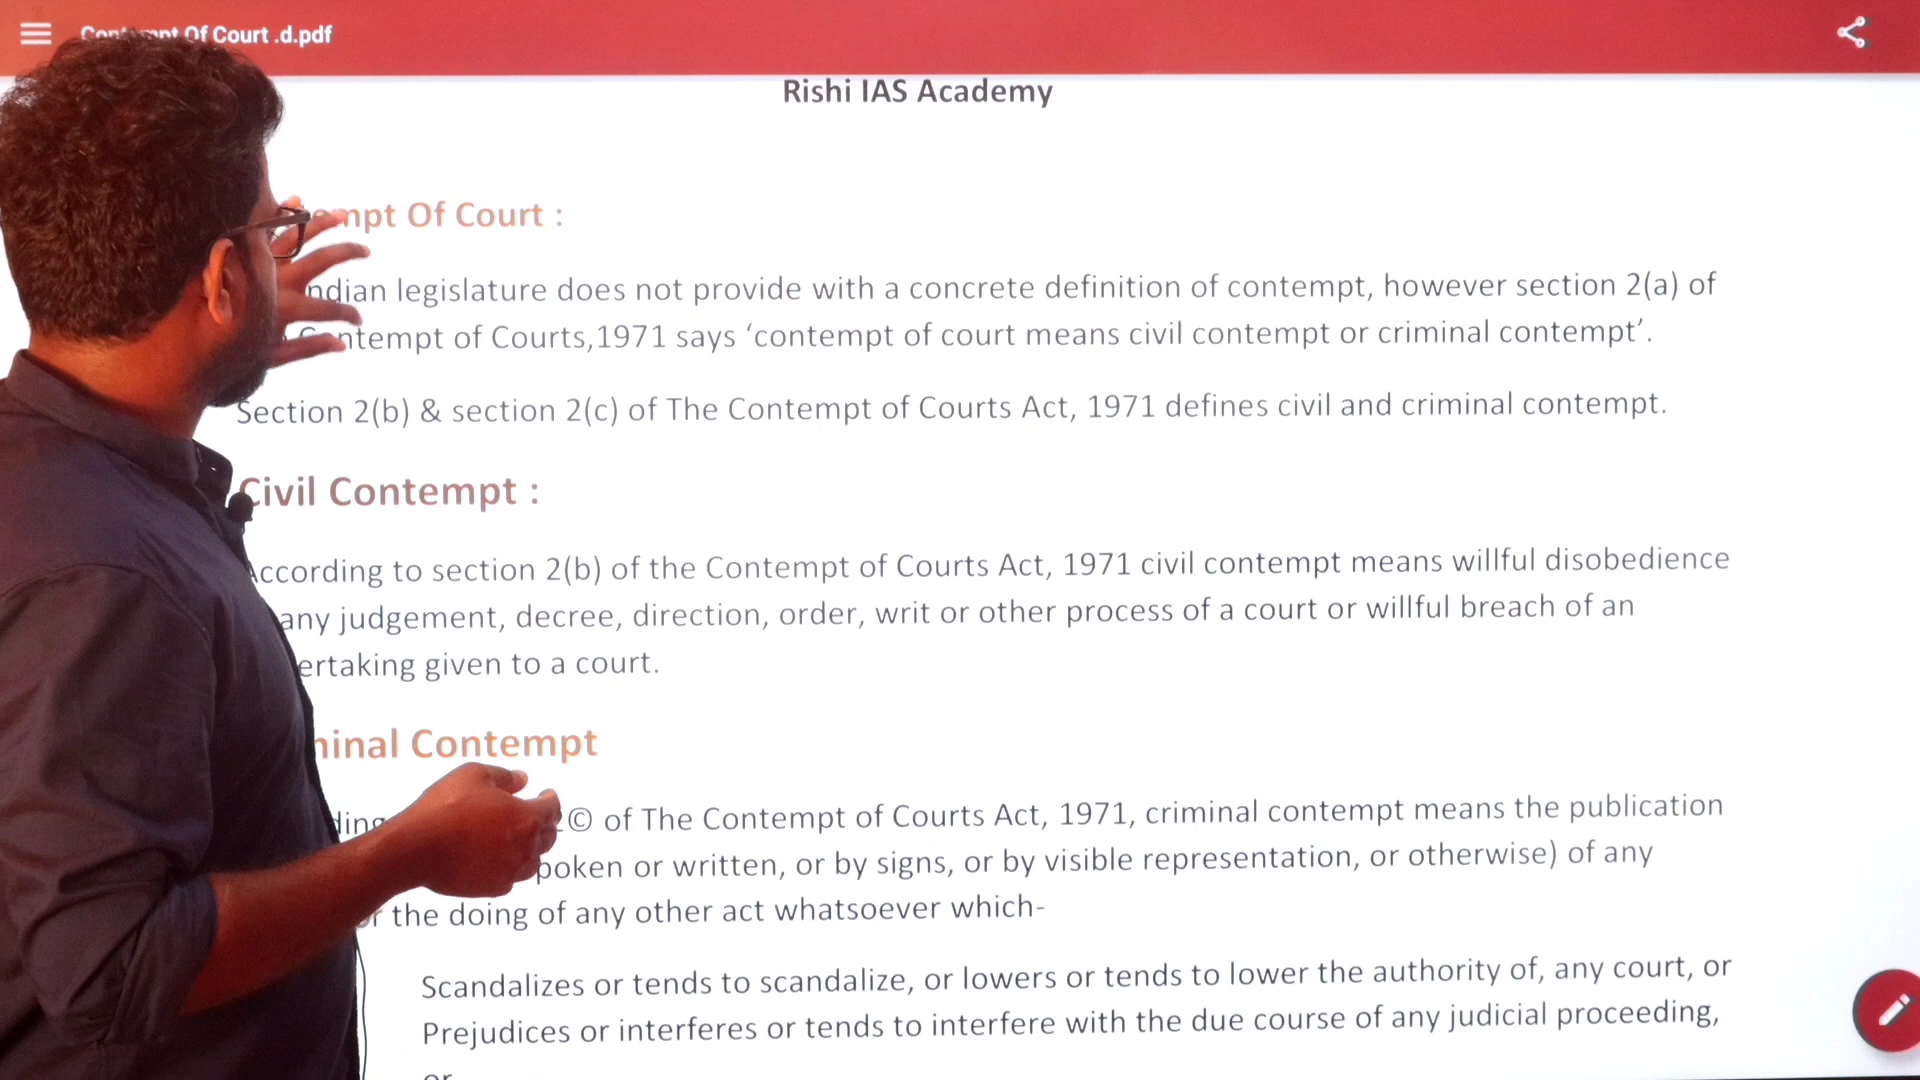 Of Court .d.pdf
Rishi IAS Academy
Of Court :
legislature does not provide with a concrete definition of contempt, however section 2(a) of
of Courts,1971 says ‘contempt of court means civil contempt or criminal contempt’.
Section 2(b) & section 2(c) of The Contempt of Courts Act, 1971 defines civil and criminal contempt.
Civil Contempt :
According to section 2(b) of the Contempt of Courts Act, 1971 civil contempt means willful disobedience
any judgement, decree, direction, order, writ or other process of a court or willful breach of an
ertaking given to a court.
minal Contempt
2© of The Contempt of Courts Act, 1971, criminal contempt means the publication
poken or written, or by signs, or by visible representation, or otherwise) of any
the doing of any other act whatsoever which-
Scandalizes or tends to scandalize, or lowers or tends to lower the authority of, any court, or
Prejudices or interferes or tends to interfere with the due course of any judicial proceeding,
or